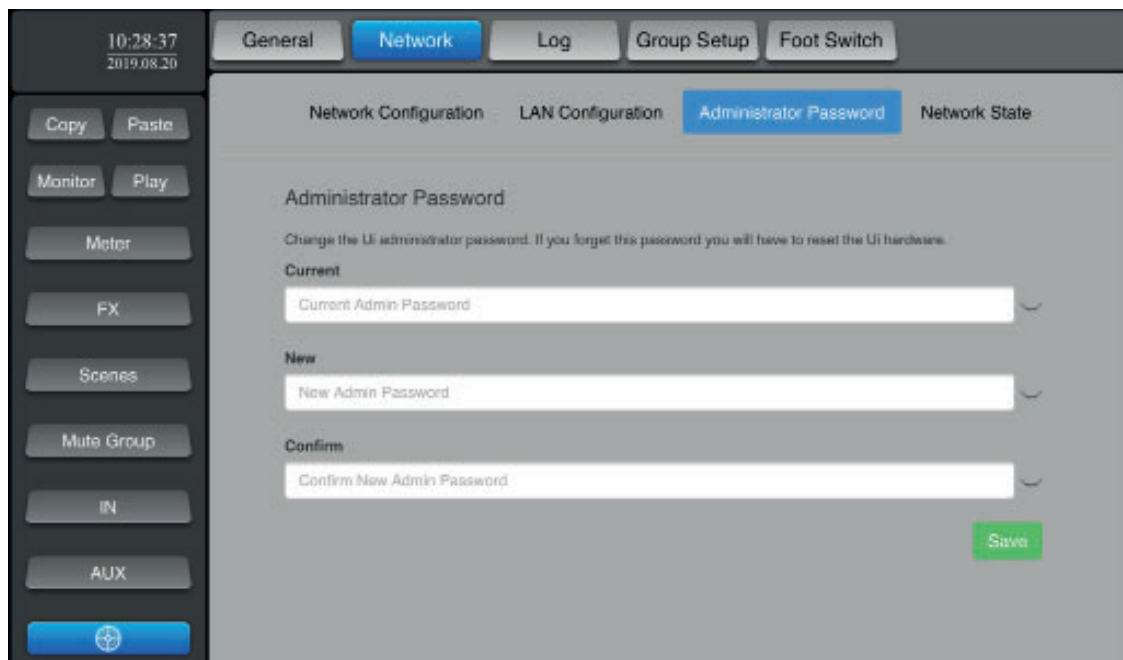 10:28:37
2019.08.20
General Network Log Group Setup Foot Switch
Copy Paste
Monitor Play
Meter
FX
Scenes
Mute Group
IN
AUX
Network Configuration LAN Configuration Administrator Password Network State
Administrator Password
Change the Ui administrator password. If you forget this password you will have to reset the Ui hardware.
Current
Current Admin Password
New
New Admin Password
Confirm
Confirm New Admin Password
Save